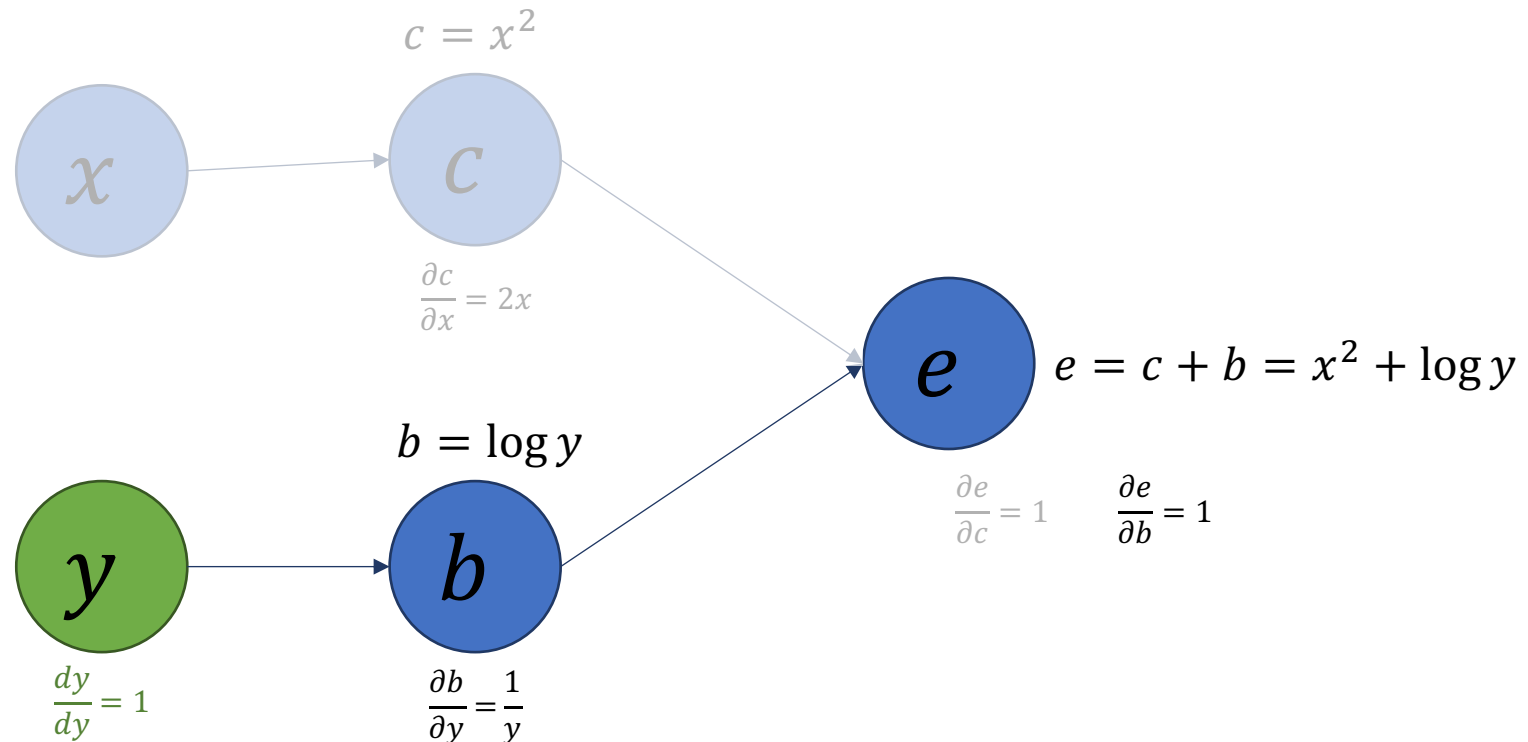 c = x²
x
c
∂c/∂x = 2x
e
e = c + b = x² + log y
b = log y
∂e/∂c = 1
∂e/∂b = 1
y
b
dy/dy = 1
∂b/∂y = 1/y